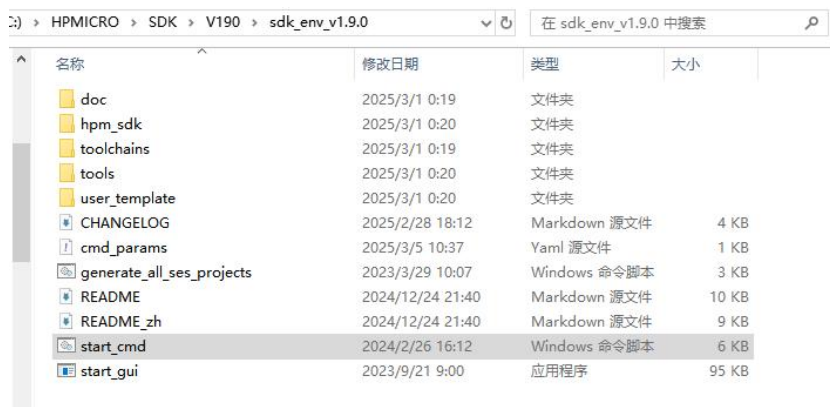 :) › HPMICRO › SDK › V190 › sdk_env_v1.9.0 在 sdk_env_v1.9.0 中搜索
名称 修改日期 类型 大小
doc 2025/3/1 0:19 文件夹
hpm_sdk 2025/3/1 0:20 文件夹
toolchains 2025/3/1 0:19 文件夹
tools 2025/3/1 0:20 文件夹
user_template 2025/3/1 0:20 文件夹
CHANGELOG 2025/2/28 18:12 Markdown 源文件 4 KB
cmd_params 2025/3/5 10:37 Yaml 源文件 1 KB
generate_all_ses_projects 2023/3/29 10:07 Windows 命令脚本 3 KB
README 2024/12/24 21:40 Markdown 源文件 10 KB
README_zh 2024/12/24 21:40 Markdown 源文件 9 KB
start_cmd 2024/2/26 16:12 Windows 命令脚本 6 KB
start_gui 2023/9/21 9:00 应用程序 95 KB